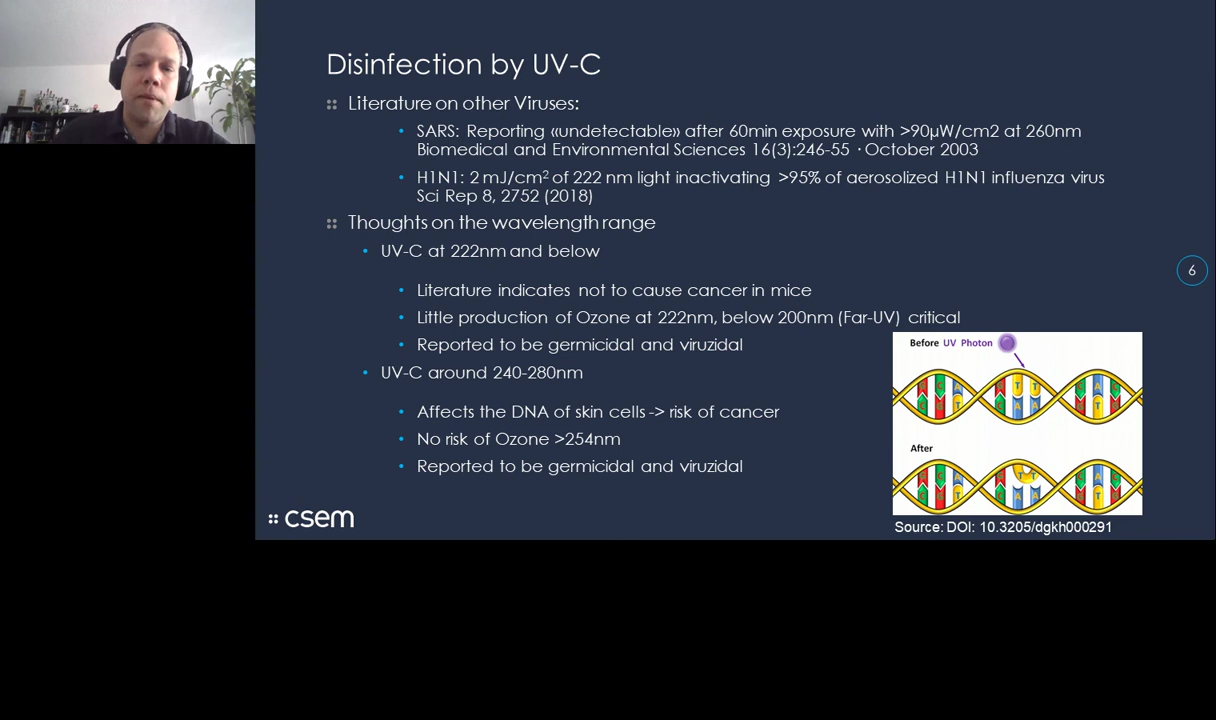 Disinfection by UV-C
Literature on other Viruses:
SARS: Reporting «undetectable» after 60min exposure with >90µW/cm2 at 260nm
Biomedical and Environmental Sciences 16(3):246-55 · October 2003
H1N1: 2 mJ/cm² of 222 nm light inactivating >95% of aerosolized H1N1 influenza virus
Sci Rep 8, 2752 (2018)
Thoughts on the wavelength range
UV-C at 222nm and below
Literature indicates not to cause cancer in mice
Little production of Ozone at 222nm, below 200nm (Far-UV) critical
Reported to be germicidal and viruzidal
UV-C around 240-280nm
Affects the DNA of skin cells -> risk of cancer
No risk of Ozone >254nm
Reported to be germicidal and viruzidal
6
Before UV Photon
T T
A A
A
T
After
T T
A A
A
T
Source: DOI: 10.3205/dgkh000291
csem